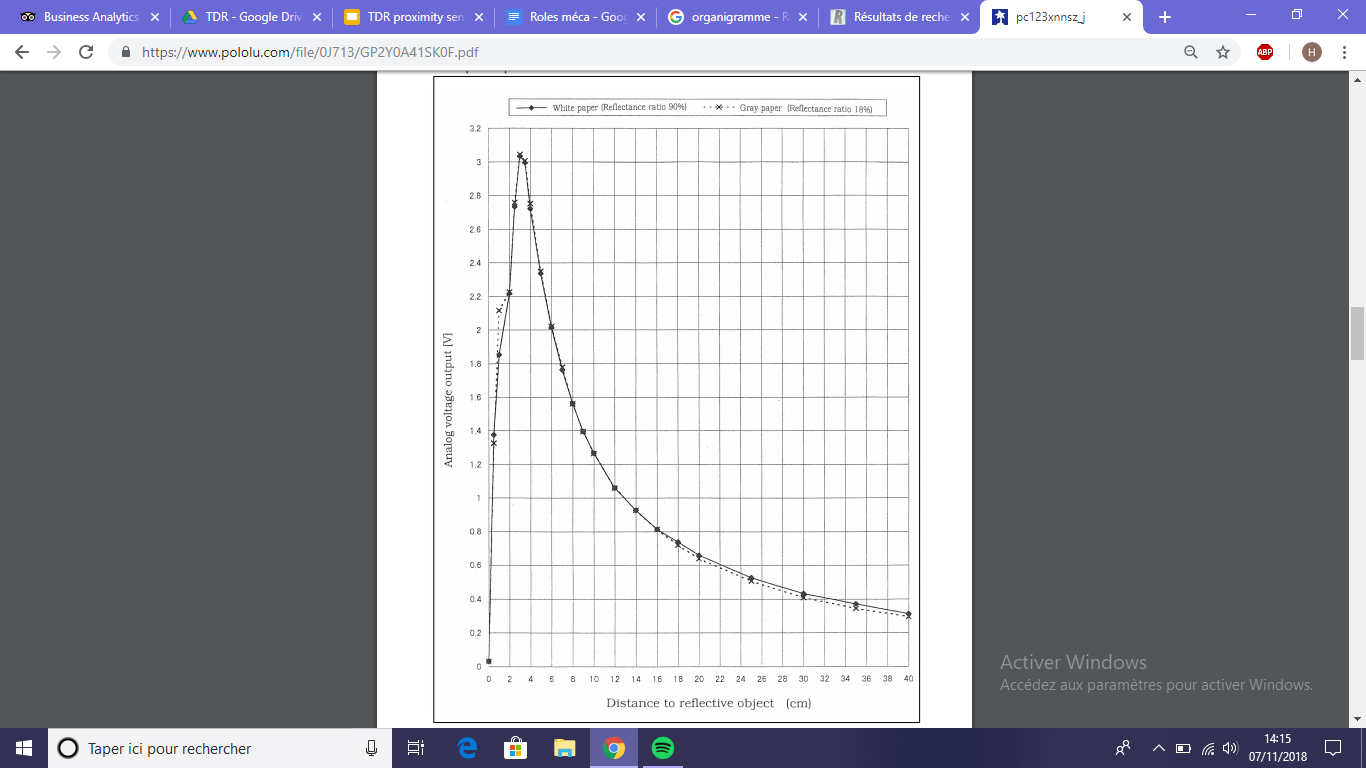 Business Analytics
TDR - Google Driv
TDR proximity sen
Roles méca - Goog
organigramme - R
Résultats de reche
pc123xnnsz_j
https://www.pololu.com/file/0J713/GP2Y0A41SK0F.pdf
ABP
H
White paper (Reflectance ratio 90%)
Gray paper (Reflectance ratio 18%)
3.2
3
2.8
2.6
2.4
2.2
2
1.8
1.6
1.4
1.2
1
0.8
0.6
0.4
0.2
0
Analog voltage output [V]
0 2 4 6 8 10 12 14 16 18 20 22 24 26 28 30 32 34 36 38 40
Distance to reflective object (cm)
Activer Windows
Accédez aux paramètres pour activer Windows.
Taper ici pour rechercher
14:15
07/11/2018